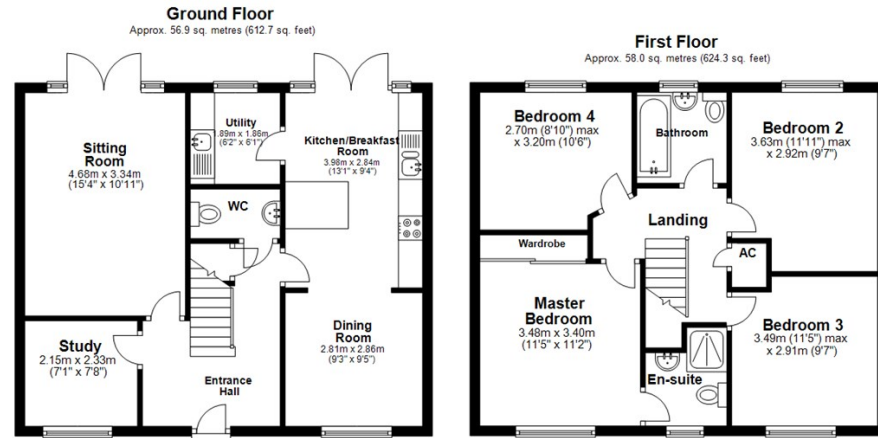 Ground Floor
Approx. 56.9 sq. metres (612.7 sq. feet)
Sitting
Room
4.68m x 3.34m
(15'4" x 10'11")
Utility
.89m x 1.86m
(6'2" x 6'1")
Kitchen/Breakfast
Room
3.98m x 2.84m
(13'1" x 9'4")
WC
Study
2.15m x 2.33m
(7'1" x 7'8")
Entrance
Hall
Dining
Room
2.81m x 2.86m
(9'3" x 9'5")
First Floor
Approx. 58.0 sq. metres (624.3 sq. feet)
Bedroom 4
2.70m (8'10") max
x 3.20m (10'6")
Bathroom
Bedroom 2
3.63m (11'11") max
x 2.92m (9'7")
Landing
Wardrobe
AC
Master
Bedroom
3.48m x 3.40m
(11'5" x 11'2")
Bedroom 3
3.49m (11'5") max
x 2.91m (9'7")
En-suite